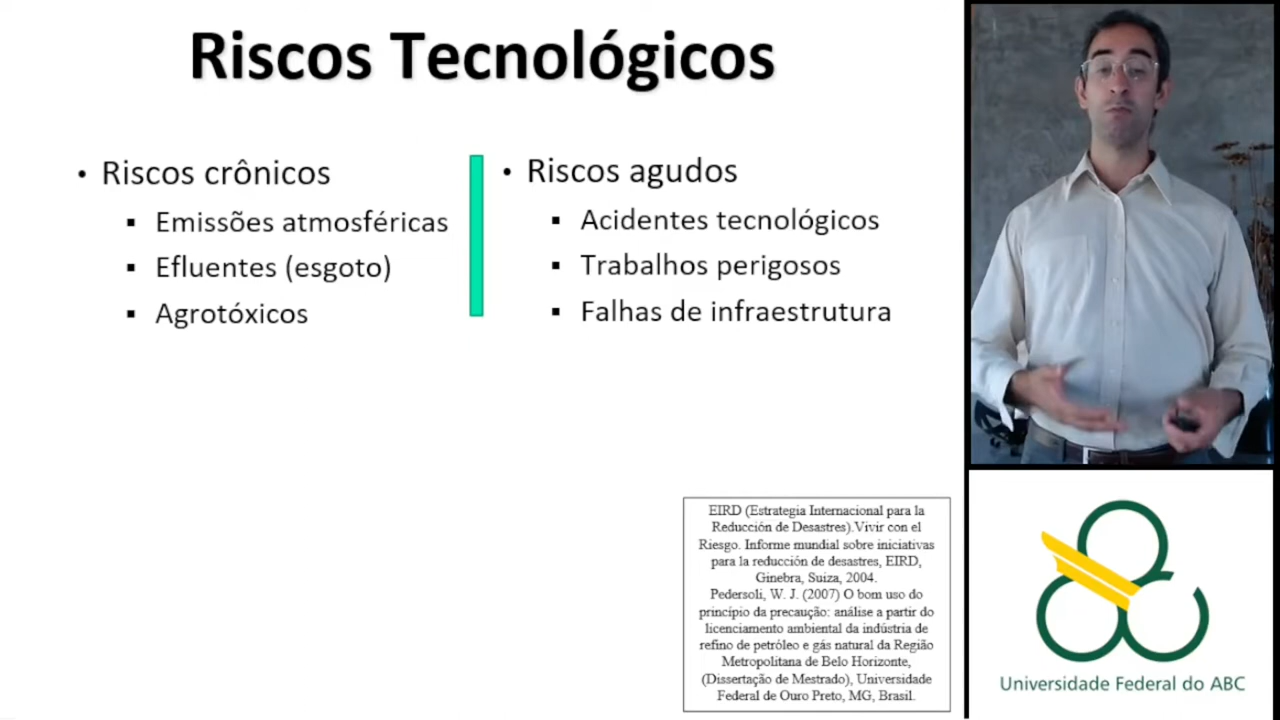 Riscos Tecnológicos
• Riscos crônicos
▪ Emissões atmosféricas
▪ Efluentes (esgoto)
▪ Agrotóxicos
• Riscos agudos
▪ Acidentes tecnológicos
▪ Trabalhos perigosos
▪ Falhas de infraestrutura
EIRD (Estrategia Internacional para la
Reducción de Desastres).Vivir con el
Riesgo. Informe mundial sobre iniciativas
para la reducción de desastres, EIRD,
Ginebra, Suiza, 2004.
Pedersoli, W. J. (2007) O bom uso do
princípio da precaução: análise a partir do
licenciamento ambiental da indústria de
refino de petróleo e gás natural da Região
Metropolitana de Belo Horizonte,
(Dissertação de Mestrado), Universidade
Federal de Ouro Preto, MG, Brasil.
Universidade Federal do ABC